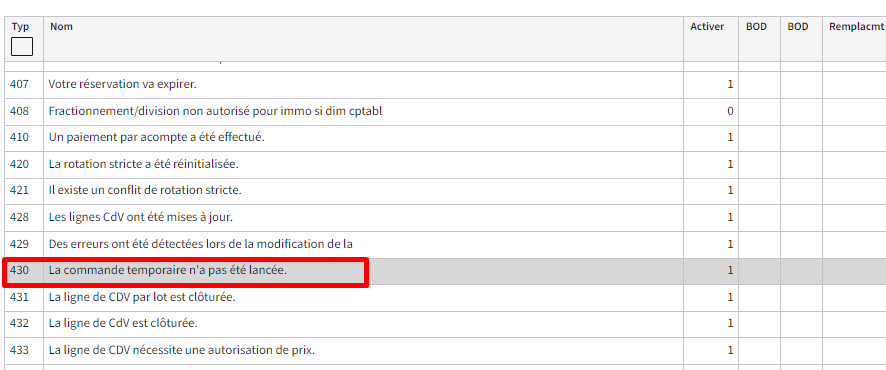 Typ Nom Activer BOD BOD Remplacmt
407 Votre réservation va expirer. 1
408 Fractionnement/division non autorisé pour immo si dim cptabl 0
410 Un paiement par acompte a été effectué. 1
420 La rotation stricte a été réinitialisée. 1
421 Il existe un conflit de rotation stricte. 1
428 Les lignes CdV ont été mises à jour. 1
429 Des erreurs ont été détectées lors de la modification de la 1
430 La commande temporaire n'a pas été lancée. 1
431 La ligne de CDV par lot est clôturée. 1
432 La ligne de CdV est clôturée. 1
433 La ligne de CDV nécessite une autorisation de prix. 1